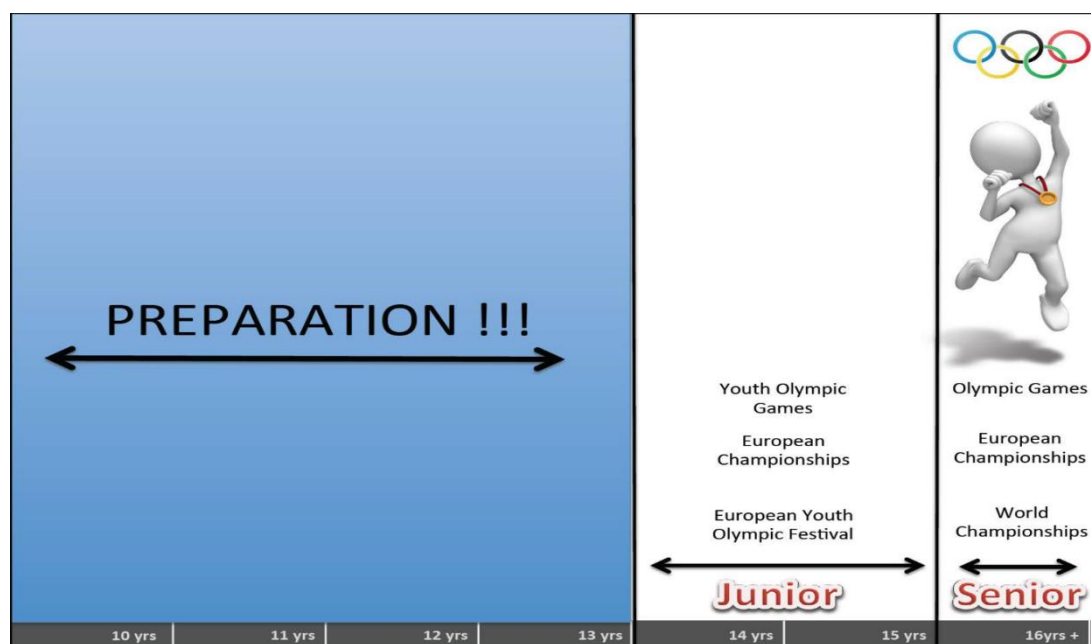 PREPARATION !!!
Youth Olympic
Games
European
Championships
European Youth
Olympic Festival
Junior
Olympic Games
European
Championships
World
Championships
Senior
10 yrs
11 yrs
12 yrs
13 yrs
14 yrs
15 yrs
16yrs +